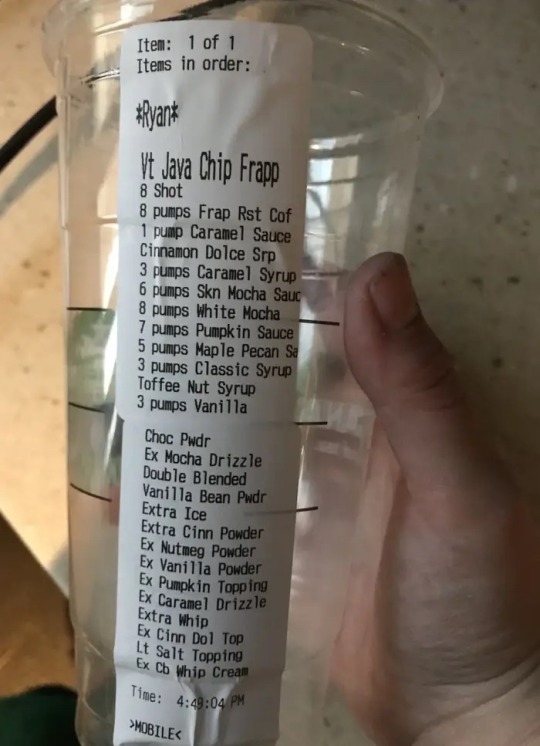 Item: 1 of 1
Items in order:
*Ryan*
Vt Java Chip Frapp
8 Shot
8 pumps Frap Rst Cof
1 pump Caramel Sauce
Cinnamon Dolce Srp
3 pumps Caramel Syrup
6 pumps Skn Mocha Sauc
8 pumps White Mocha
7 pumps Pumpkin Sauce
5 pumps Maple Pecan Sa
3 pumps Classic Syrup
Toffee Nut Syrup
3 pumps Vanilla
Choc Pwdr
Ex Mocha Drizzle
Double Blended
Vanilla Bean Pwdr
Extra Ice
Extra Cinn Powder
Ex Nutmeg Powder
Ex Vanilla Powder
Ex Pumpkin Topping
Ex Caramel Drizzle
Extra Whip
Ex Cinn Dol Top
Lt Salt Topping
Ex Cb Whip Cream
Time: 4:49:04 PM
>MOBILE<